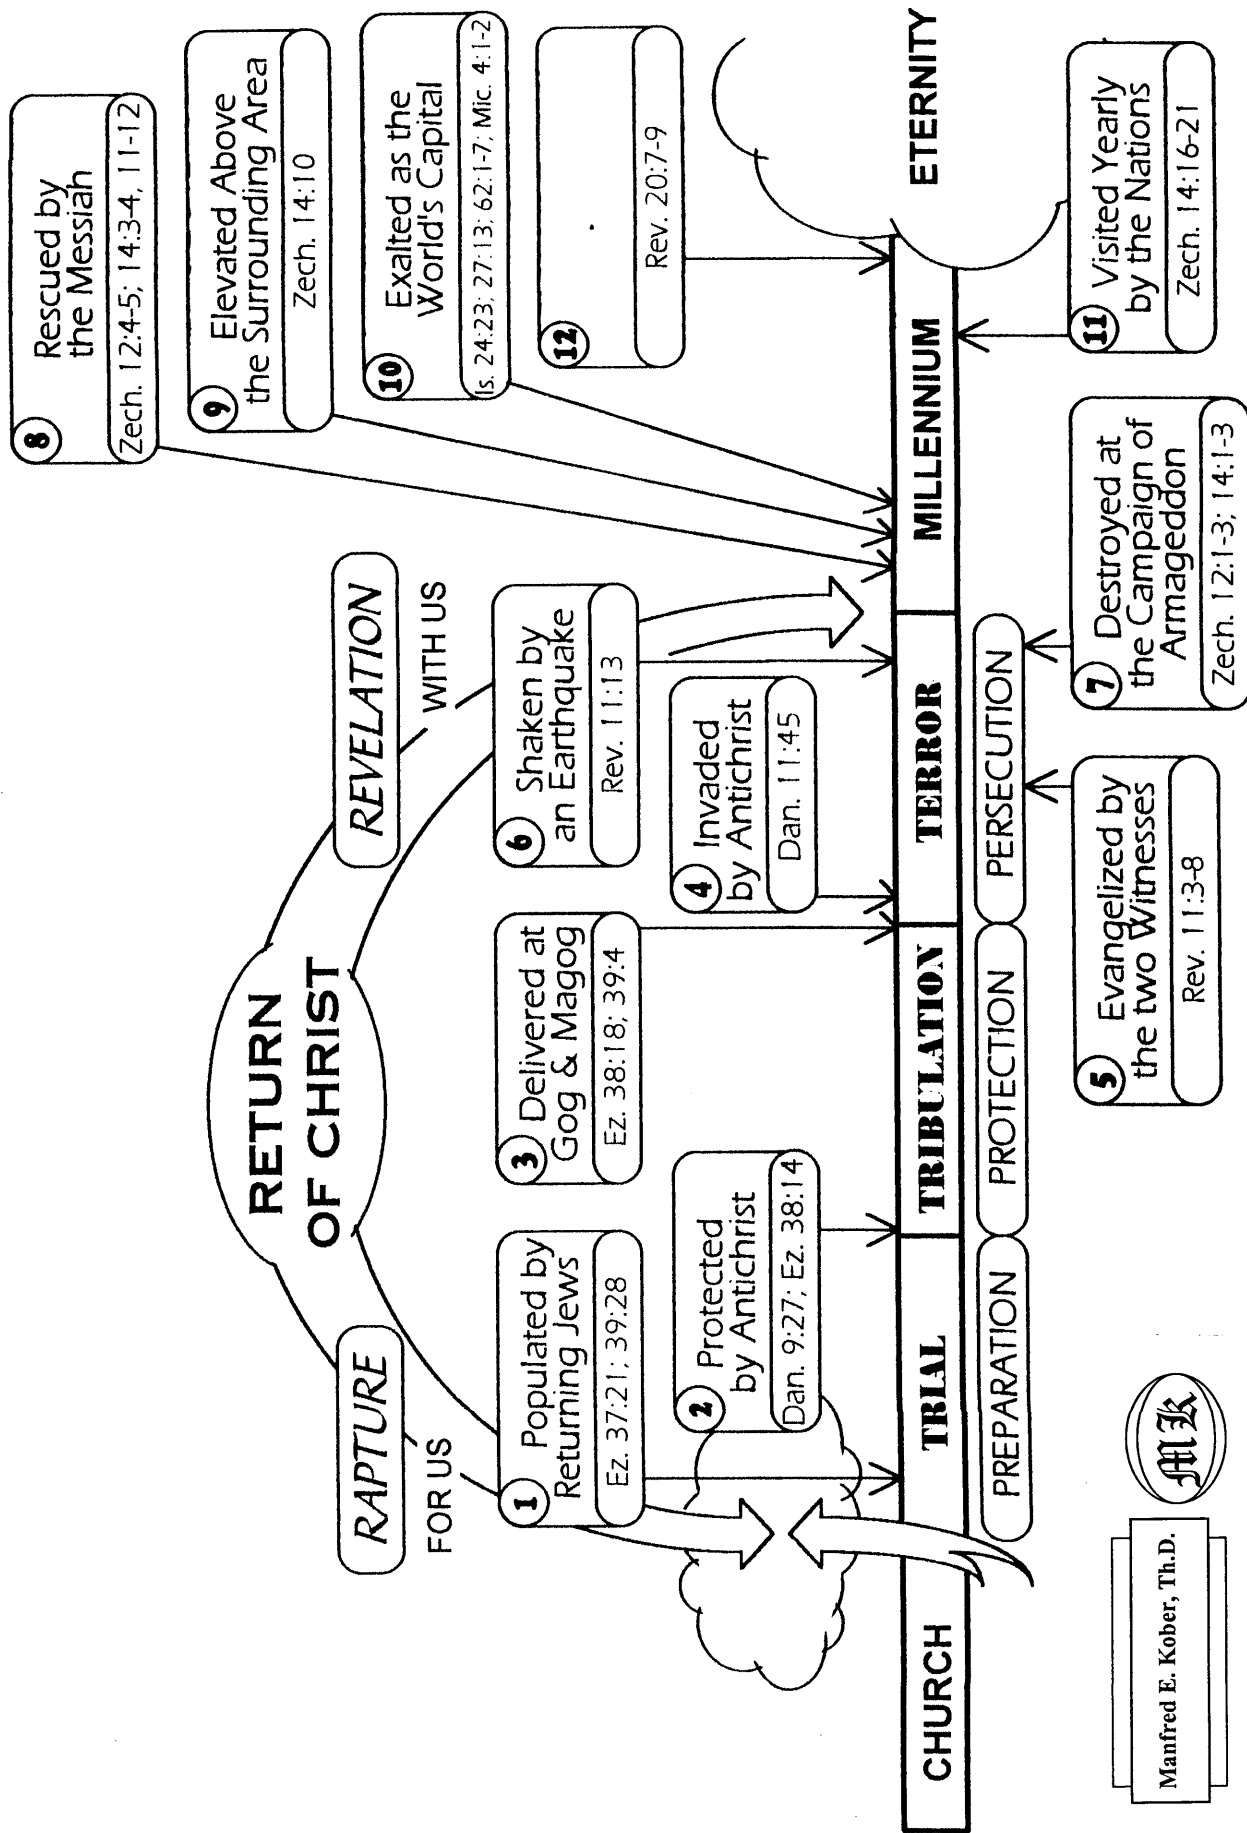 RETURN
OF CHRIST
RAPTURE
FOR US
REVELATION
WITH US
1
Populated by
Returning Jews
Ez. 37:21; 39:28
2
Protected
by Antichrist
Dan. 9:27; Ez. 38:14
3
Delivered at
Gog & Magog
Ez. 38:18; 39:4
4
Invaded
by Antichrist
Dan. 11:45
6
Shaken by
an Earthquake
Rev. 11:13
8
Rescued by
the Messiah
Zech. 12:4-5; 14:3-4, 11-12
9
Elevated Above
the Surrounding Area
Zech. 14:10
10
Exalted as the
World's Capital
Is. 24:23; 27:13; 62:1-7; Mic. 4:1-2
12
Rev. 20:7-9
CHURCH
TRIAL
TRIBULATION
TERROR
MILLENNIUM
ETERNITY
PREPARATION
PROTECTION
PERSECUTION
5
Evangelized by
the two Witnesses
Rev. 11:3-8
7
Destroyed at
the Campaign of
Armageddon
Zech. 12:1-3; 14:1-3
11
Visited Yearly
by the Nations
Zech. 14:16-21
Manfred E. Kober, Th.D.
MK